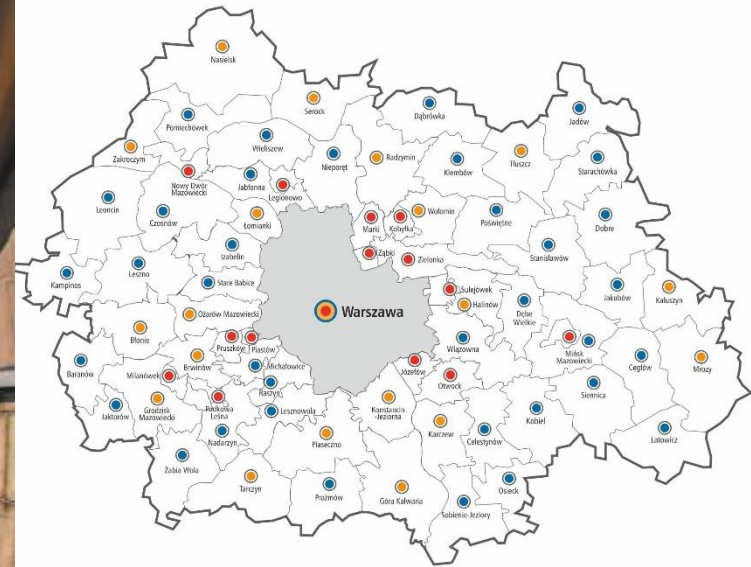 Nasielsk
Serock
Dąbrówka
Jadów
Pomiechówek
Wieliszew
Zakroczym
Nieporęt
Radzymin
Klembów
Tłuszcz
Starachówka
Nowy Dwór
Mazowiecki
Jabłonna
Legionowo
Leoncin
Czosnów
Łomianki
Marki
Kobyłka
Wołomin
Poświętne
Dobre
Izabelin
Ząbki
Zielonka
Stanisławów
Kampinos
Leszno
Stare Babice
Sulejówek
Halinów
Jakubów
Kałuszyn
Ożarów Mazowiecki
Warszawa
Dębe
Wielkie
Błonie
Pruszków
Piastów
Wiązowna
Mińsk
Mazowiecki
Baranów
Milanówek
Brwinów
Michałowice
Józefów
Otwock
Cegłów
Mrozy
Raszyn
Siennica
Jaktorów
Grodzisk
Mazowiecki
Podkowa
Leśna
Lesznowola
Konstancin
-Jeziorna
Karczew
Celestynów
Kobiel
Latowicz
Nadarzyn
Piaseczno
Żabia Wola
Tarczyn
Prażmów
Góra Kalwaria
Osieck
Sobienie-Jeziory